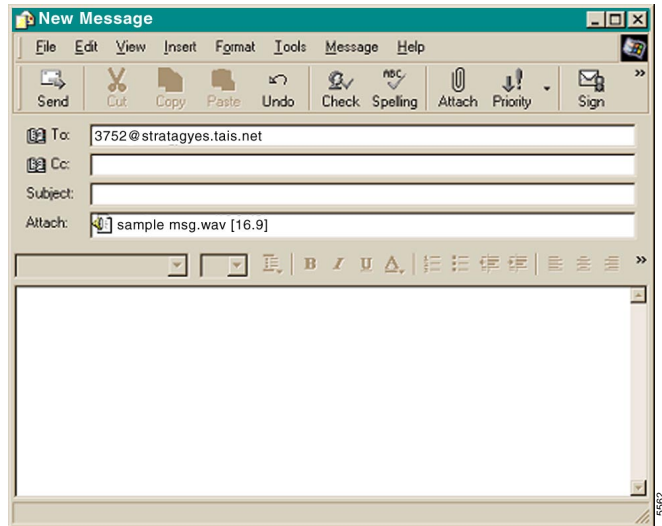 New Message
File Edit View Insert Format Tools Message Help
Send Cut Copy Paste Undo Check Spelling Attach Priority Sign
To: 3752@stratagyes.tais.net
Cc:
Subject:
Attach: sample msg.wav [16.9]
B I U A
5562